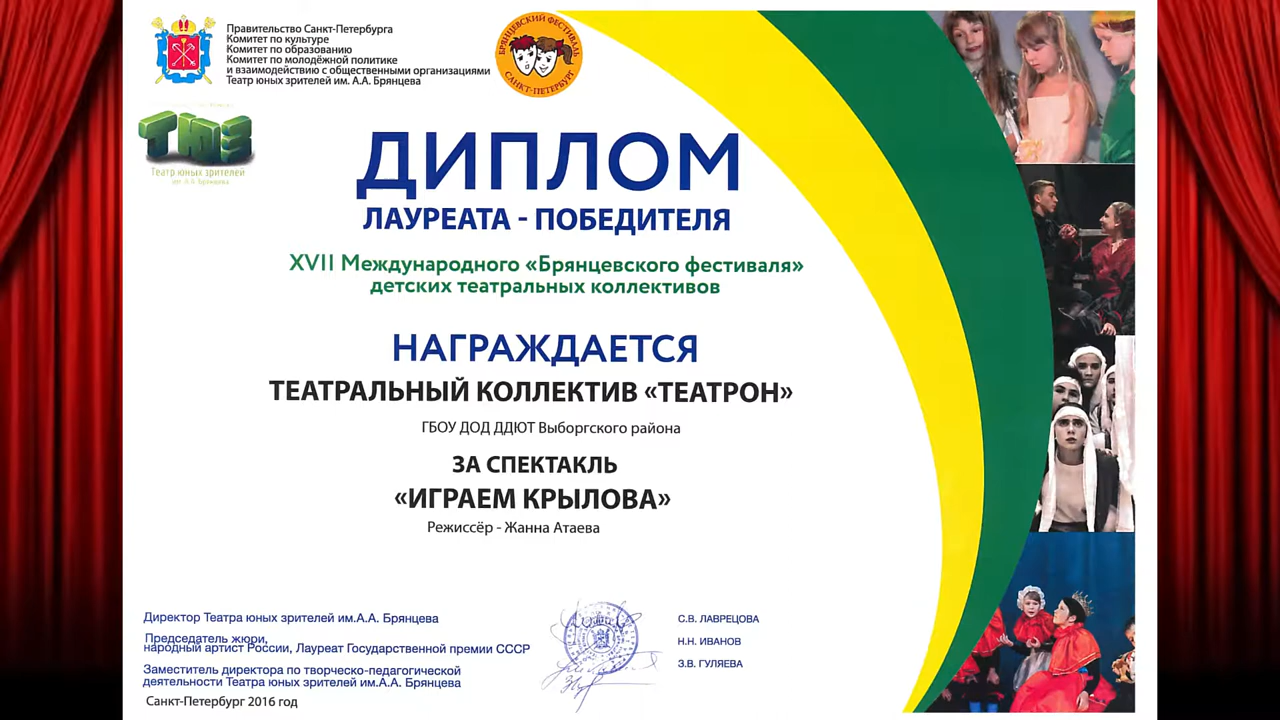 Правительство Санкт-Петербурга
Комитет по культуре
Комитет по образованию
Комитет по молодёжной политике
и взаимодействию с общественными организациями
Театр юных зрителей им. А.А. Брянцева
БРЯНЦЕВСКИЙ ФЕСТИВАЛЬ
САНКТ-ПЕТЕРБУРГ
ТЮЗ
Театр юных зрителей
ДИПЛОМ
ЛАУРЕАТА - ПОБЕДИТЕЛЯ
XVII Международного «Брянцевского фестиваля»
детских театральных коллективов
НАГРАЖДАЕТСЯ
ТЕАТРАЛЬНЫЙ КОЛЛЕКТИВ «ТЕАТРОН»
ГБОУ ДОД ДДЮТ Выборгского района
ЗА СПЕКТАКЛЬ
«ИГРАЕМ КРЫЛОВА»
Режиссёр - Жанна Атаева
Директор Театра юных зрителей им.А.А. Брянцева
С.В. ЛАВРЕЦОВА
Председатель жюри,
народный артист России, Лауреат Государственной премии СССР
Н.Н. ИВАНОВ
Заместитель директора по творческо-педагогической
деятельности Театра юных зрителей им.А.А. Брянцева
З.В. ГУЛЯЕВА
Санкт-Петербург 2016 год